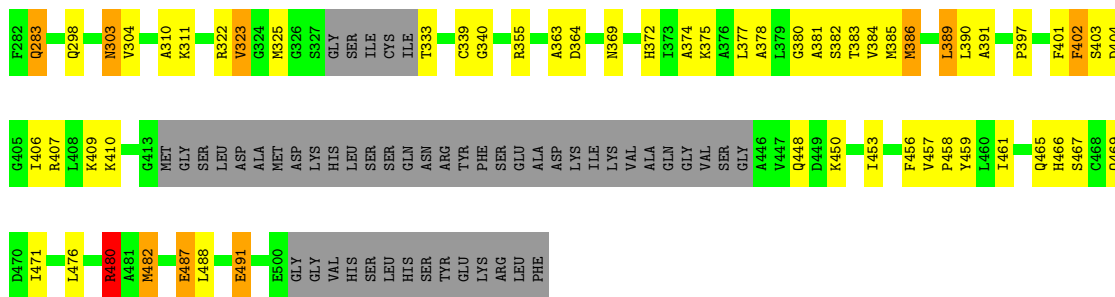 F282 Q283 Q298 N303 V304 A310 K311 R322 V323 G324 M325 G326 S327 GLY SER ILE CYS ILE T333 C339 G340 R355 A363 D364 N369 H372 I373 A374 K375 A376 L377 A378 L379 G380 A381 S382 T383 V384 M385 M386 L389 L390 A391 P397 F401 F402 S403
G405 I406 R407 L408 K409 K410 G413 MET GLY SER LEU ASP ALA MET ASP LYS HIS LEU SER SER GLN ASN ARG TYR PHE SER GLU ALA ASP LYS ILE LYS VAL ALA GLN GLY VAL SER GLY A446 V447 Q448 D449 K450 I453 F456 V457 P458 Y459 L460 I461 Q465 H466 S467 C468
D470 I471 L476 R480 A481 M482 E487 L488 E491 E500 GLY GLY VAL HIS SER LEU HIS SER TYR GLU LYS ARG LEU PHE